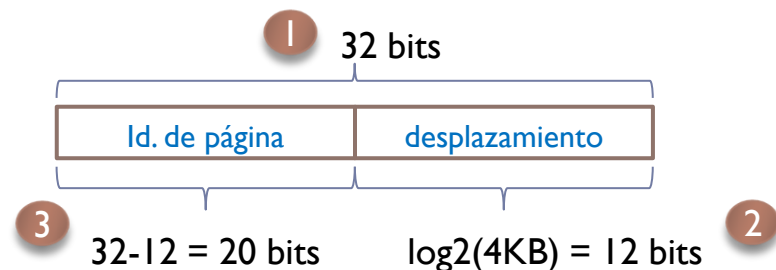 1 32 bits
Id. de página desplazamiento
3 2
32-12 = 20 bits log2(4KB) = 12 bits